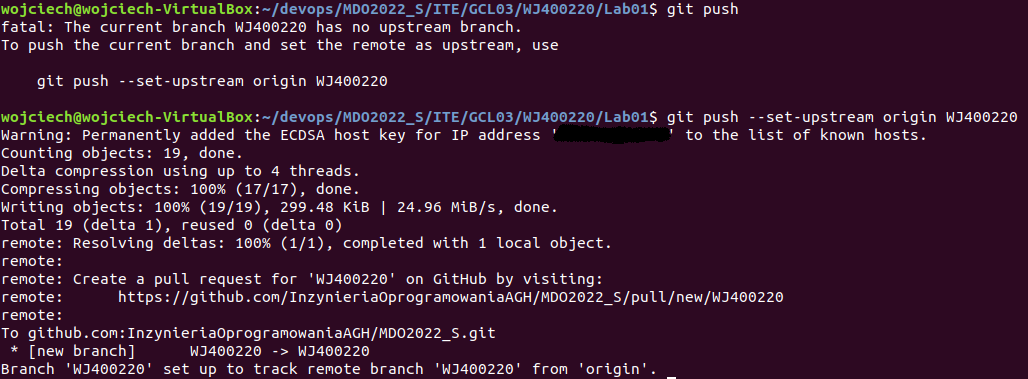 wojciech@wojciech-VirtualBox:~/devops/MDO2022_S/ITE/GCL03/WJ400220/Lab01$ git push
fatal: The current branch WJ400220 has no upstream branch.
To push the current branch and set the remote as upstream, use
    git push --set-upstream origin WJ400220
wojciech@wojciech-VirtualBox:~/devops/MDO2022_S/ITE/GCL03/WJ400220/Lab01$ git push --set-upstream origin WJ400220
Warning: Permanently added the ECDSA host key for IP address '' to the list of known hosts.
Counting objects: 19, done.
Delta compression using up to 4 threads.
Compressing objects: 100% (17/17), done.
Writing objects: 100% (19/19), 299.48 KiB | 24.96 MiB/s, done.
Total 19 (delta 1), reused 0 (delta 0)
remote: Resolving deltas: 100% (1/1), completed with 1 local object.
remote:
remote: Create a pull request for 'WJ400220' on GitHub by visiting:
remote:      https://github.com/InzynieriaOprogramowaniaAGH/MDO2022_S/pull/new/WJ400220
remote:
To github.com:InzynieriaOprogramowaniaAGH/MDO2022_S.git
 * [new branch]      WJ400220 -> WJ400220
Branch 'WJ400220' set up to track remote branch 'WJ400220' from 'origin'.